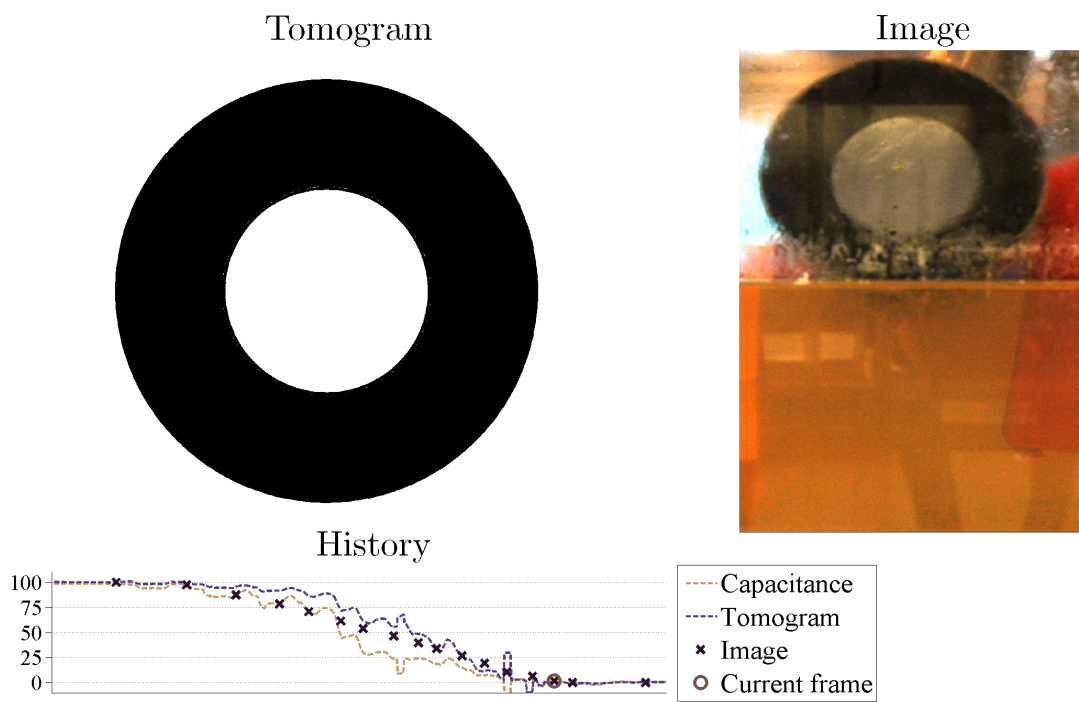 Tomogram
Image
History
100
75
50
25
0
Capacitance
Tomogram
Image
Current frame